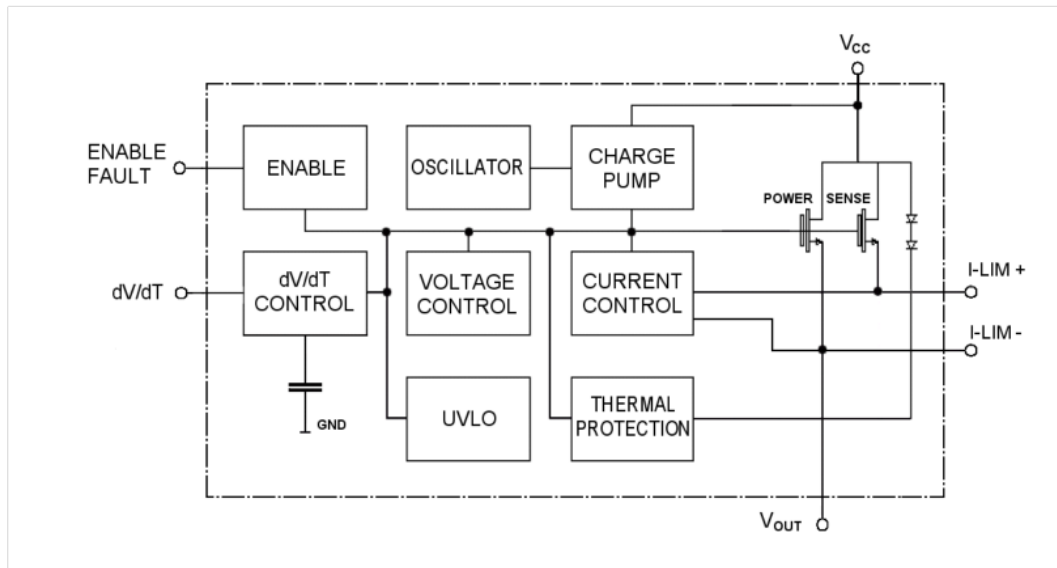 VCC
ENABLE
FAULT
ENABLE
OSCILLATOR
CHARGE
PUMP
POWER
SENSE
dV/dT
dV/dT
CONTROL
VOLTAGE
CONTROL
CURRENT
CONTROL
I-LIM +
I-LIM -
GND
UVLO
THERMAL
PROTECTION
VOUT